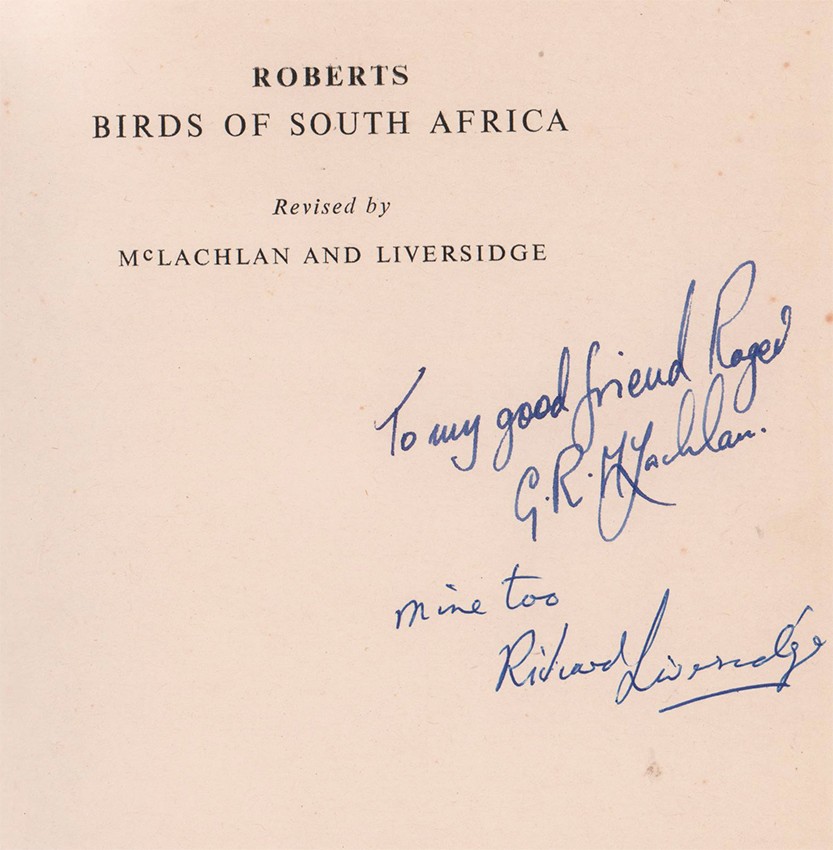 ROBERTS
BIRDS OF SOUTH AFRICA
Revised by
McLACHLAN AND LIVERSIDGE
To my good friend Roger
G.R. McLachlan.
mine too
Richard Liversidge